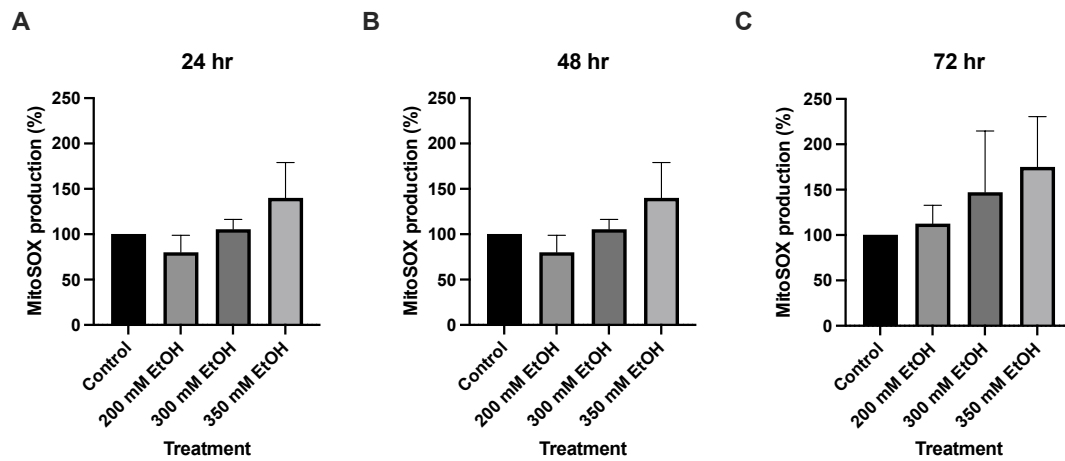 A
24 hr
MitoSOX production (%)
250
200
150
100
50
0
Control
200 mM EtOH
300 mM EtOH
350 mM EtOH
Treatment
B
48 hr
MitoSOX production (%)
250
200
150
100
50
0
Control
200 mM EtOH
300 mM EtOH
350 mM EtOH
Treatment
C
72 hr
MitoSOX production (%)
250
200
150
100
50
0
Control
200 mM EtOH
300 mM EtOH
350 mM EtOH
Treatment